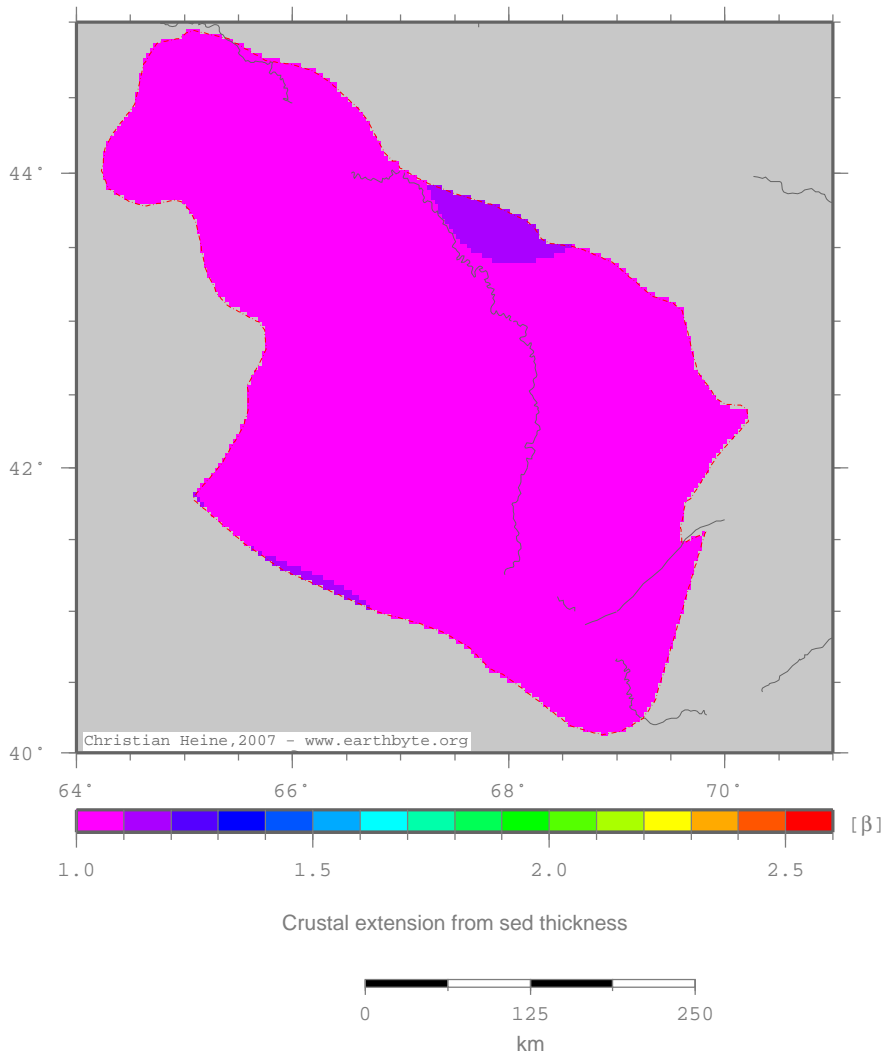 44°
42°
40°
Christian Heine,2007 - www.earthbyte.org
64° 66° 68° 70°
[β]
1.0 1.5 2.0 2.5
Crustal extension from sed thickness
0 125 250
km